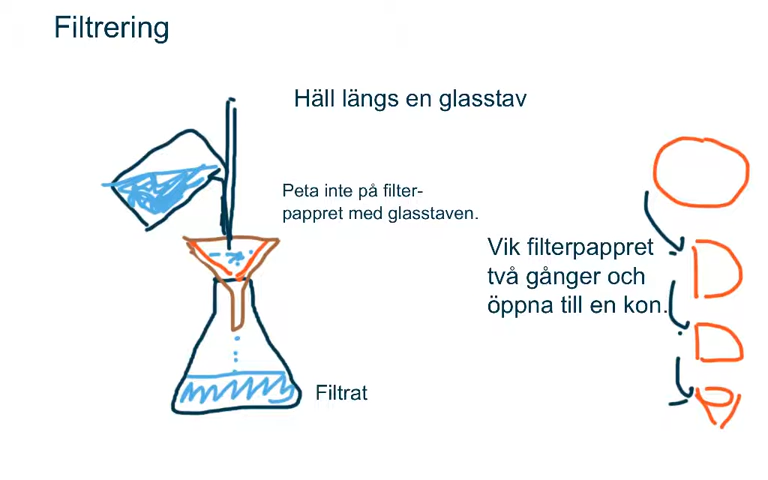 Filtrering
Häll längs en glasstav
Peta inte på filter-
pappret med glasstaven.
Vik filterpappret
två gånger och
öppna till en kon.
Filtrat